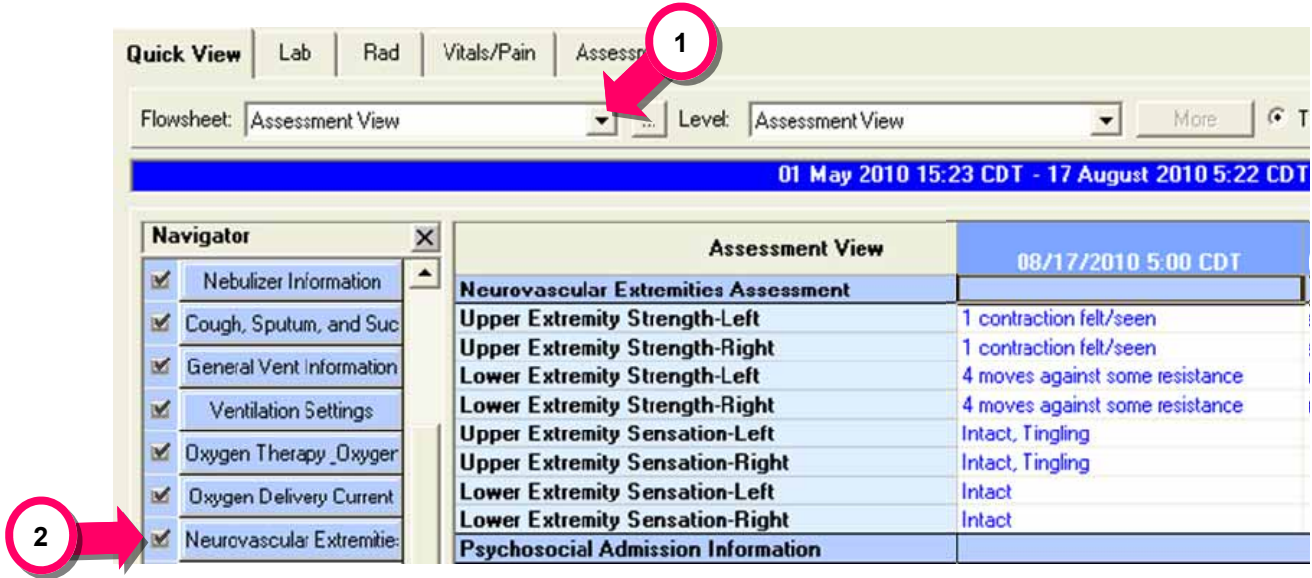 1
Quick View Lab Rad Vitals/Pain
Flowsheet: Assessment View ... Level: Assessment View More T
01 May 2010 15:23 CDT - 17 August 2010 5:22 CDT
Navigator
Assessment View 08/17/2010 5:00 CDT
Nebulizer Information
Neurovascular Extremities Assessment
Cough, Sputum, and Suc
Upper Extremity Strength-Left 1 contraction felt/seen
Upper Extremity Strength-Right 1 contraction felt/seen
General Vent Information
Lower Extremity Strength-Left 4 moves against some resistance
Ventilation Settings
Lower Extremity Strength-Right 4 moves against some resistance
Upper Extremity Sensation-Left Intact, Tingling
Oxygen Therapy_Oxyger
Upper Extremity Sensation-Right Intact, Tingling
Oxygen Delivery Current
Lower Extremity Sensation-Left Intact
Lower Extremity Sensation-Right Intact
2
Neurovascular Extremitie
Psychosocial Admission Information